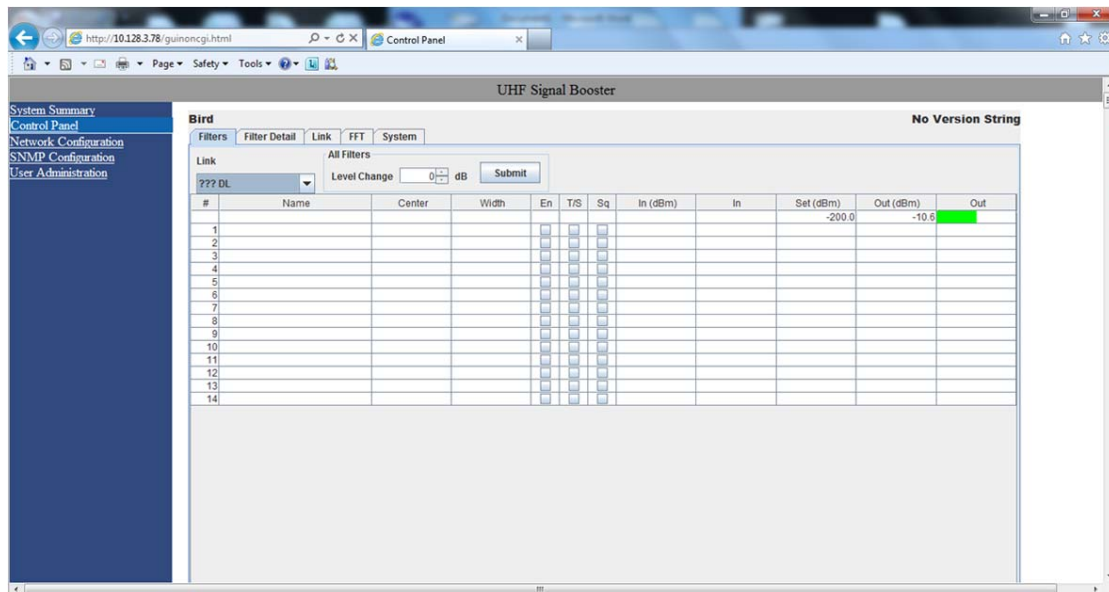 http://10.128.3.78/guinoncgi.html
Control Panel
Page Safety Tools
UHF Signal Booster
System Summary
Control Panel
Network Configuration
SNMP Configuration
User Administration
Bird
No Version String
Filters Filter Detail Link FFT System
Link
All Filters
Level Change 0 dB Submit
??? DL
# Name Center Width En T/S Sq In (dBm) In Set (dBm) Out (dBm) Out
-200.0 -10.6
1
2
3
4
5
6
7
8
9
10
11
12
13
14